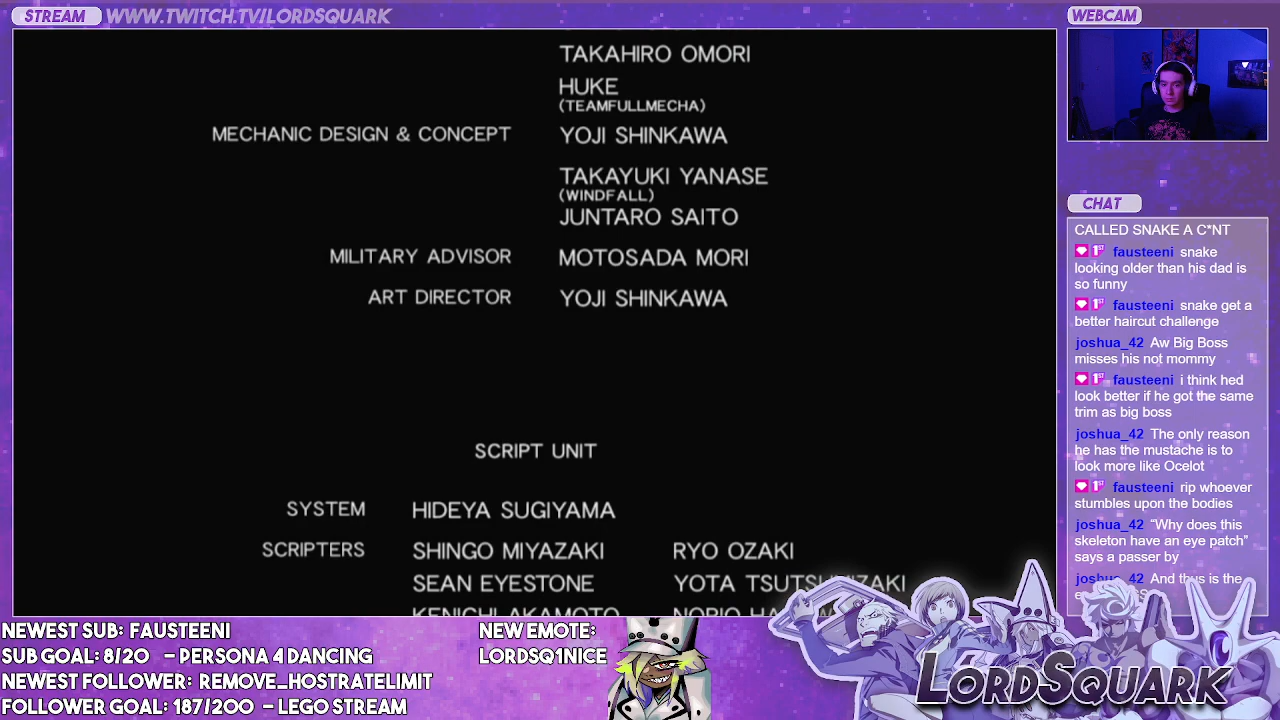 STREAM
WWW.TWITCH.TV/LORDSQUARK
WEBCAM
TAKAHIRO OMORI
HUKE
(TEAMFULLMECHA)
MECHANIC DESIGN & CONCEPT YOJI SHINKAWA
TAKAYUKI YANASE
(WINDFALL)
JUNTARO SAITO
MILITARY ADVISOR MOTOSADA MORI
ART DIRECTOR YOJI SHINKAWA
SCRIPT UNIT
SYSTEM HIDEYA SUGIYAMA
SCRIPTERS SHINGO MIYAZAKI RYO OZAKI
SEAN EYESTONE
KENICHI AKAMOTO
CHAT
CALLED SNAKE A C*NT
fausteeni snake
looking older than his dad is
so funny
fausteeni snake get a
better haircut challenge
joshua_42 Aw Big Boss
misses his not mommy
fausteeni i think hed
look better if he got the same
trim as big boss
joshua_42 The only reason
he has the mustache is to
look more like Ocelot
fausteeni rip whoever
stumbles upon the bodies
joshua_42 “Why does this
skeleton have an eye patch”
says a passer by
joshua_42 And thus is the
NEWEST SUB: FAUSTEENI
SUB GOAL: 8/20 - PERSONA 4 DANCING
NEWEST FOLLOWER: REMOVE_HOSTRATELIMIT
FOLLOWER GOAL: 187/200 - LEGO STREAM
NEW EMOTE:
LORDSQ1NICE
LORDSQUARK